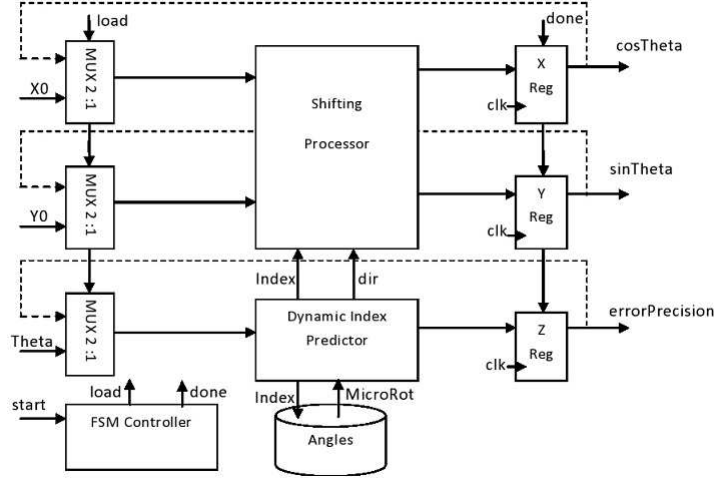 load
done
cosTheta
MUX 2 :1
X0
Shifting
Processor
X
Reg
clk
sinTheta
MUX 2 :1
Y0
Y
Reg
clk
Index
dir
errorPrecision
MUX 2 :1
Theta
Dynamic Index
Predictor
Z
Reg
clk
load
done
Index
MicroRot
start
FSM Controller
Angles